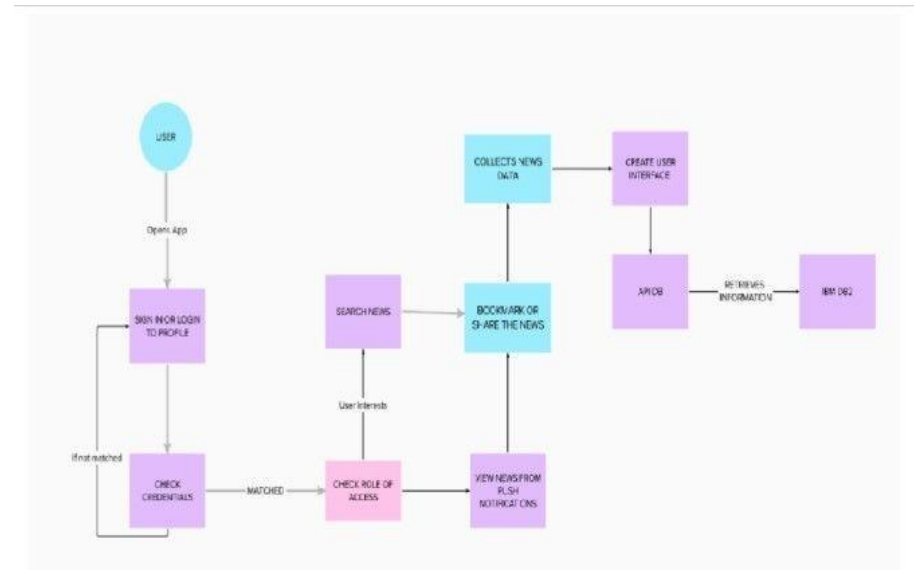 USER
Opens App
SIGN IN OR LOGIN
TO PROFILE
If not matched
CHECK
CREDENTIALS
MATCHED
CHECK ROLE OF
ACCESS
User Interests
SEARCH NEWS
VIEW NEWS FROM
PUSH
NOTIFICATIONS
BOOKMARK OR
SHARE THE NEWS
COLLECTS NEWS
DATA
CREATE USER
INTERFACE
API DB
RETRIEVES
INFORMATION
IBM DB2